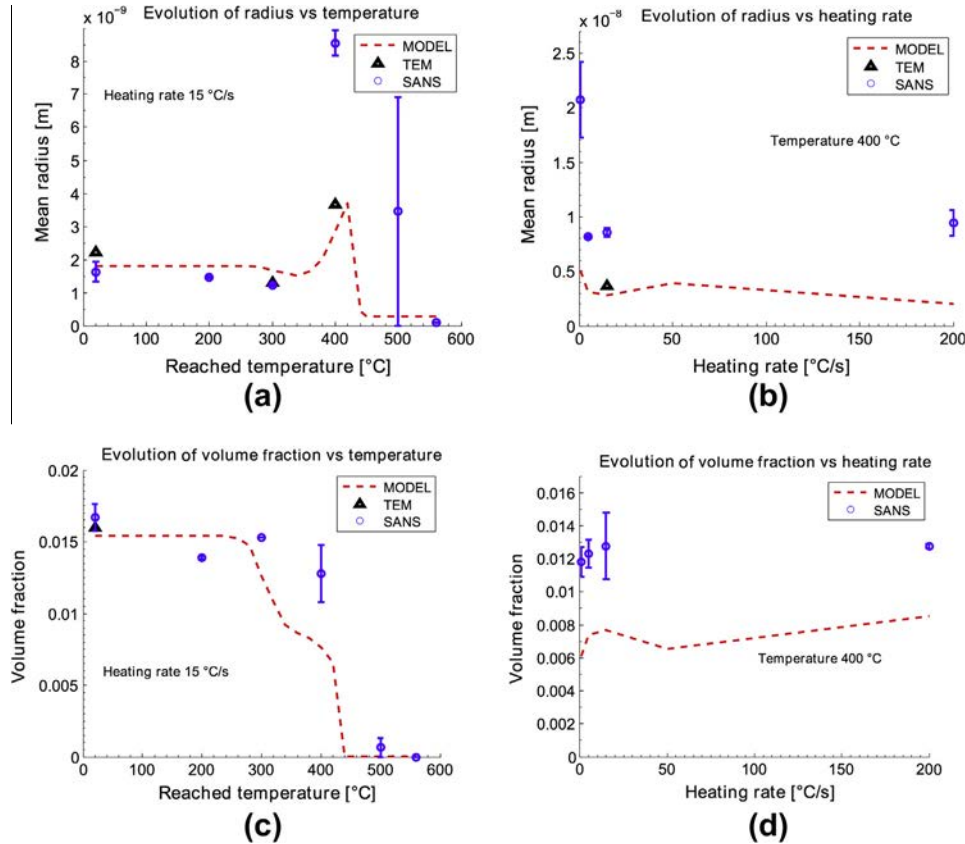 Evolution of radius vs temperature
x 10⁻⁹
9
8
7
6
5
4
3
2
1
0
0 100 200 300 400 500 600
Mean radius [m]
Reached temperature [°C]
Heating rate 15 °C/s
MODEL
TEM
SANS
(a)
Evolution of radius vs heating rate
x 10⁻⁸
2.5
2
1.5
1
0.5
0
0 50 100 150 200
Mean radius [m]
Heating rate [°C/s]
Temperature 400 °C
MODEL
TEM
SANS
(b)
Evolution of volume fraction vs temperature
0.02
0.015
0.01
0.005
0
0 100 200 300 400 500 600
Volume fraction
Reached temperature [°C]
Heating rate 15 °C/s
MODEL
TEM
SANS
(c)
Evolution of volume fraction vs heating rate
0.016
0.014
0.012
0.01
0.008
0.006
0.004
0.002
0.000
0 50 100 150 200
Volume fraction
Heating rate [°C/s]
Temperature 400 °C
MODEL
SANS
(d)